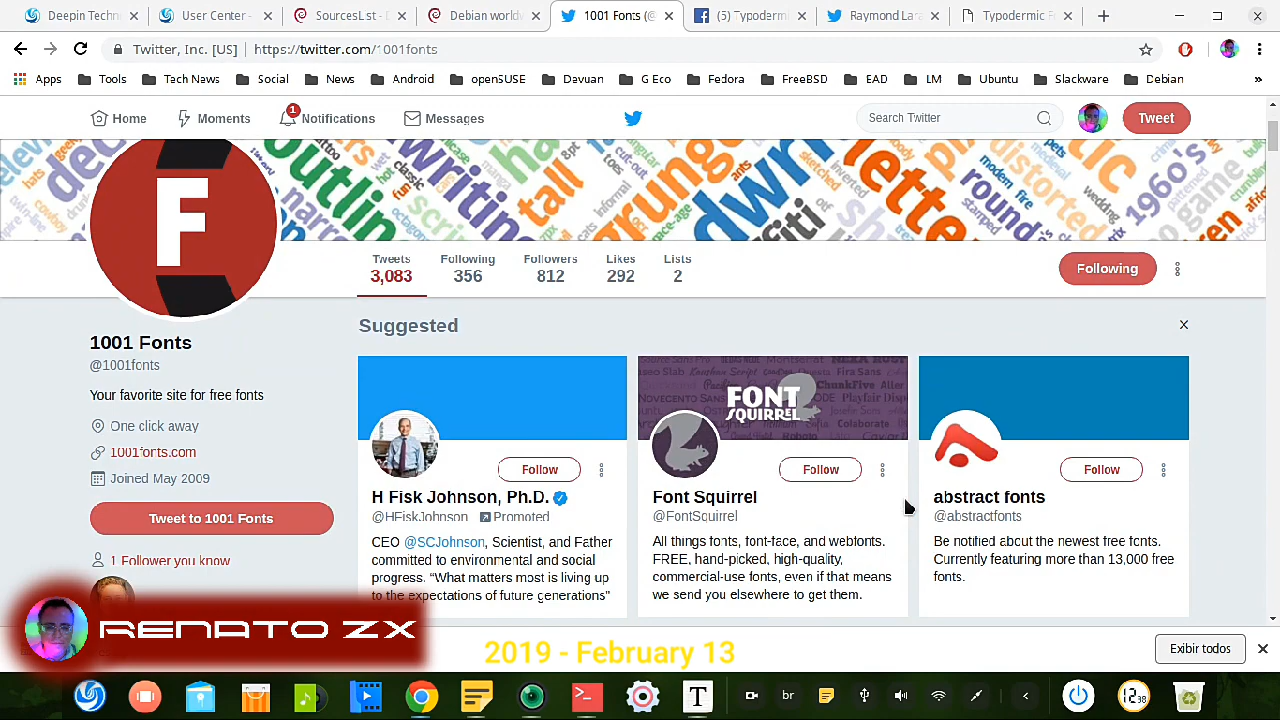 Deepin Techn
User Center -
SourcesList - D
Debian worldw
1001 Fonts (@
(5) Typodermi
Raymond Lara
Typodermic F
Twitter, Inc. [US]
https://twitter.com/1001fonts
Apps
Tools
Tech News
Social
News
Android
openSUSE
Devuan
G Eco
Fedora
FreeBSD
EAD
LM
Ubuntu
Slackware
Debian
»
Home
Moments
1
Notifications
Messages
Search Twitter
Tweet
F
Tweets
3,083
Following
356
Followers
812
Likes
292
Lists
2
Following
1001 Fonts
@1001fonts
Your favorite site for free fonts
One click away
1001fonts.com
Joined May 2009
Tweet to 1001 Fonts
1 Follower you know
Suggested
Follow
H Fisk Johnson, Ph.D.
@HFiskJohnson Promoted
CEO @SCJohnson, Scientist, and Father
committed to environmental and social
progress. “What matters most is living up
to the expectations of future generations”
FONT
SQUIRREL
Follow
Font Squirrel
@FontSquirrel
All things fonts, font-face, and webfonts.
FREE, hand-picked, high-quality,
commercial-use fonts, even if that means
we send you elsewhere to get them.
Follow
abstract fonts
@abstractfonts
Be notified about the newest free fonts.
Currently featuring more than 13,000 free
fonts.
RENATO ZX
2019 - February 13
Exibir todos
T
br
12:38